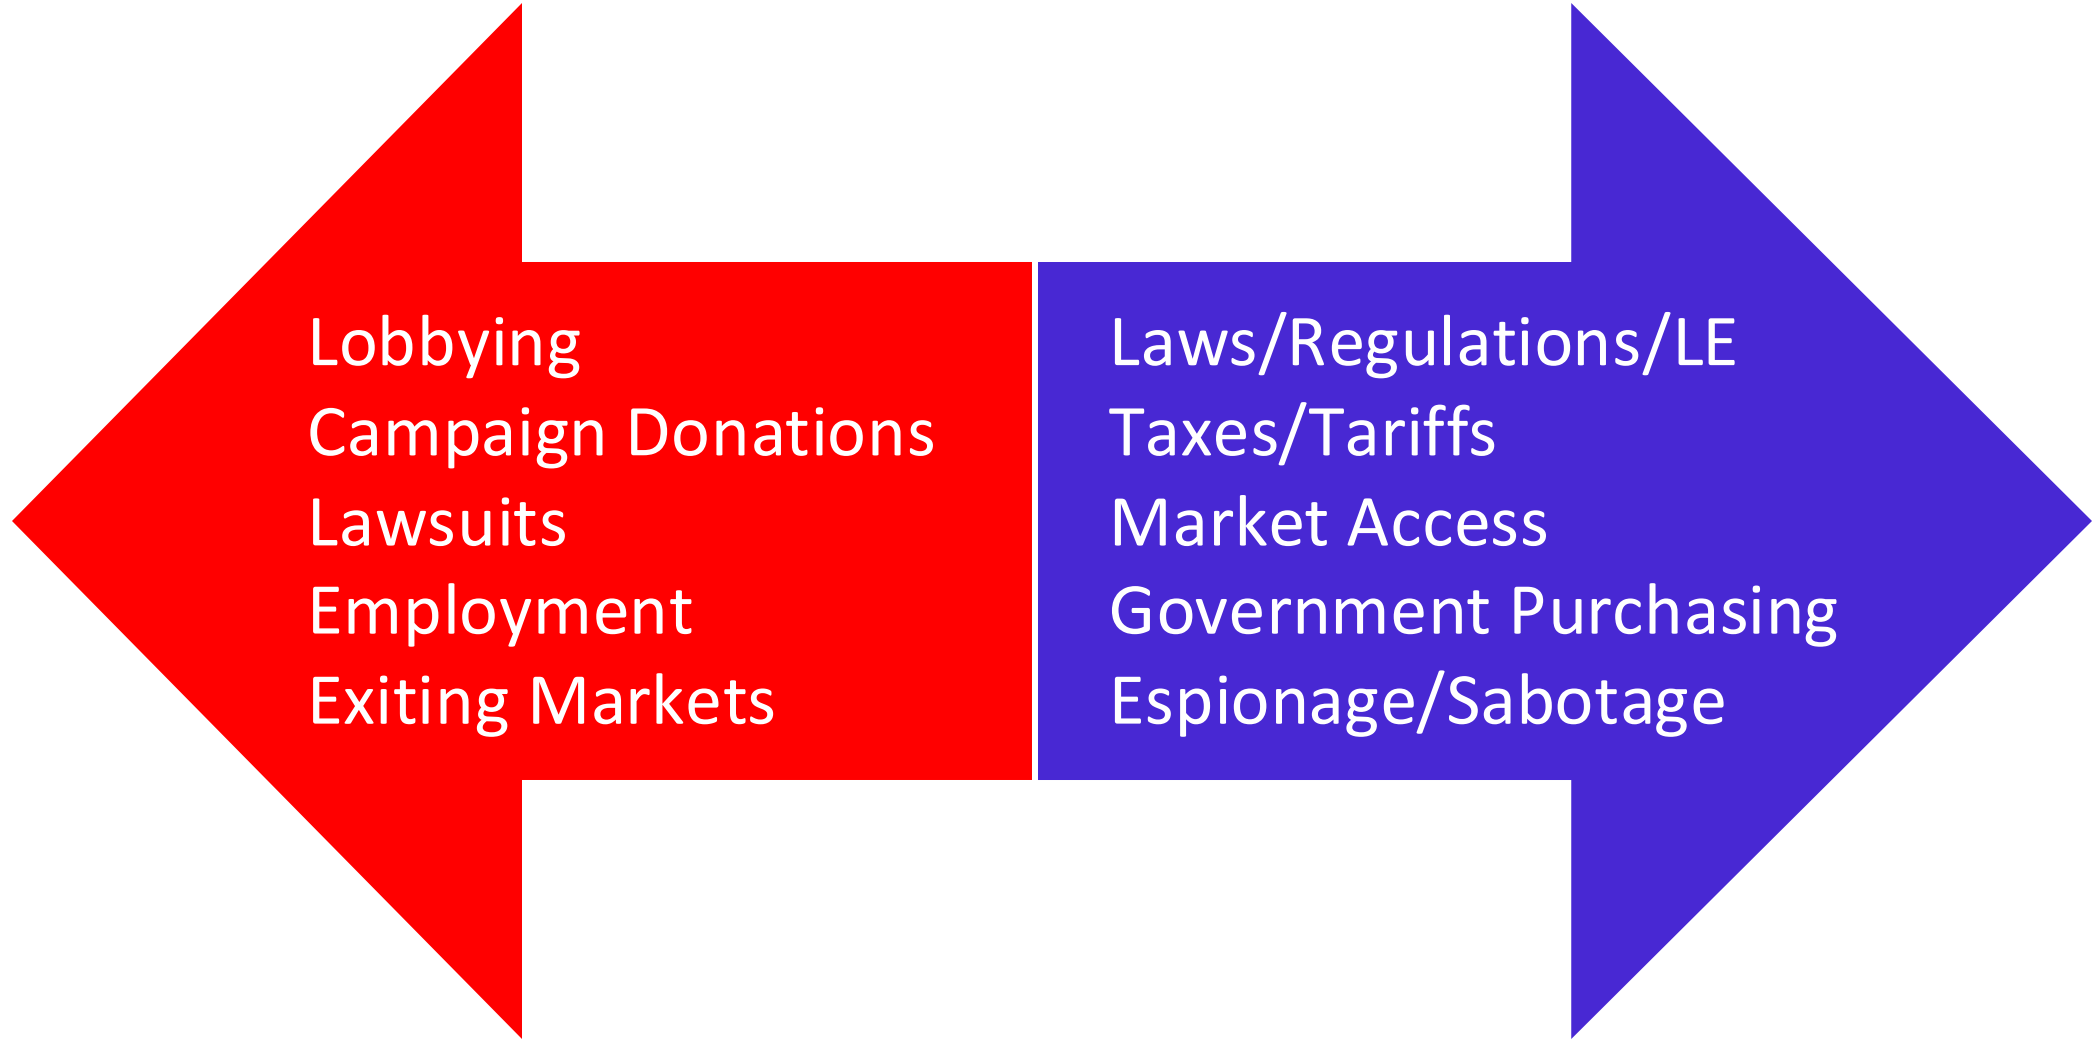 Lobbying
Campaign Donations
Lawsuits
Employment
Exiting Markets
Laws/Regulations/LE
Taxes/Tariffs
Market Access
Government Purchasing
Espionage/Sabotage